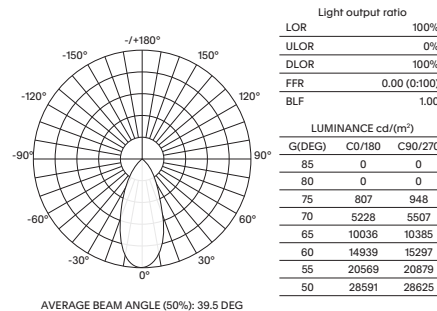 -/+180°
-150° 150°
-120° 120°
-90° 90°
-60° 60°
-30° 30°
0°
AVERAGE BEAM ANGLE (50%): 39.5 DEG
Light output ratio
LOR 100%
ULOR 0%
DLOR 100%
FFR 0.00 (0:100)
BLF 1.00
LUMINANCE cd/(m²)
G(DEG) C0/180 C90/270
85 0 0
80 0 0
75 807 948
70 5228 5507
65 10036 10385
60 14939 15297
55 20569 20879
50 28591 28625